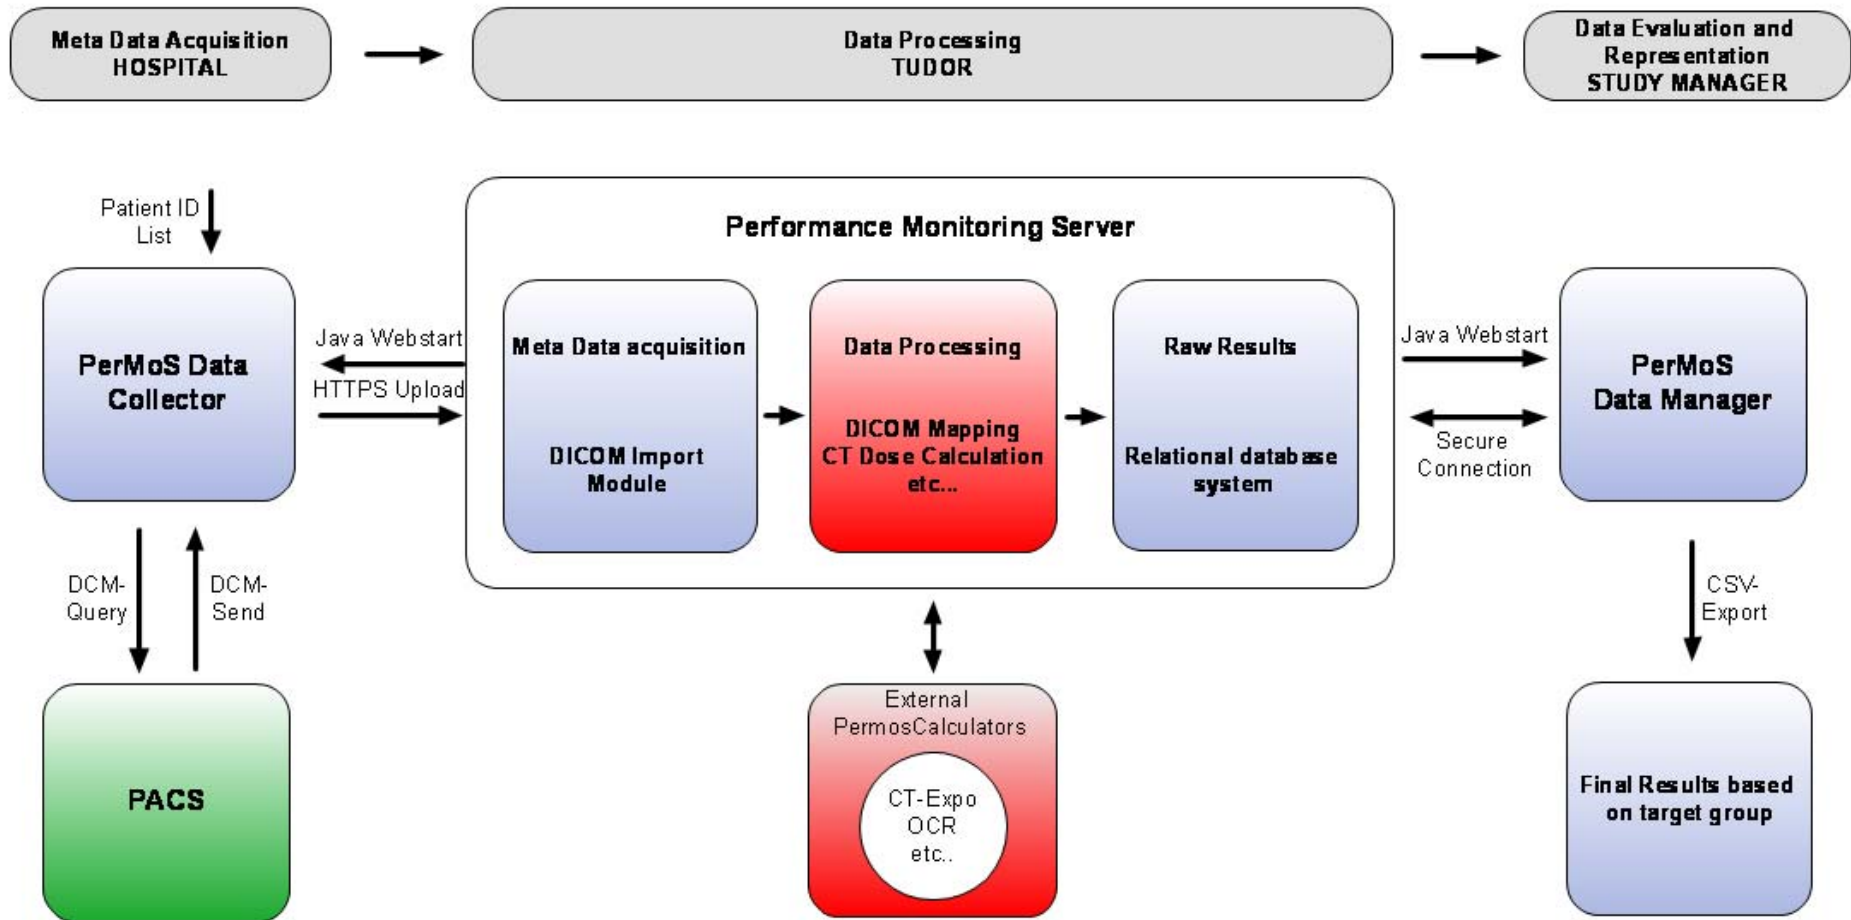 Meta Data Acquisition
HOSPITAL
Data Processing
TUDOR
Data Evaluation and
Representation
STUDY MANAGER
Patient ID
List
PerMoS Data
Collector
Java Webstart
HTTPS Upload
DCM-
Query
DCM-
Send
PACS
Performance Monitoring Server
Meta Data acquisition
DICOM Import
Module
Data Processing
DICOM Mapping
CT Dose Calculation
etc...
Raw Results
Relational database
system
External
PermosCalculators
CT-Expo
OCR
etc..
Java Webstart
Secure
Connection
PerMoS
Data Manager
CSV-
Export
Final Results based
on target group